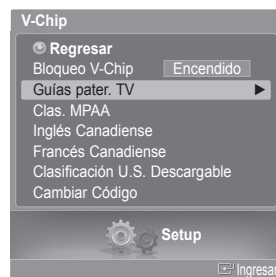 V-Chip
Regresar
Bloqueo V-Chip Encendido
Guías pater. TV
Clas. MPAA
Inglés Canadiense
Francés Canadiense
Clasificación U.S. Descargable
Cambiar Código
Setup
Ingresar